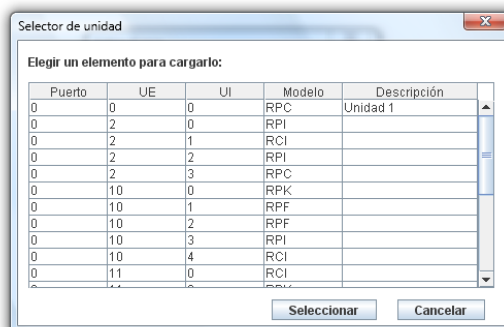 Selector de unidad
Elegir un elemento para cargarlo:
Puerto UE UI Modelo Descripción
0 0 0 RPC Unidad 1
0 2 0 RPI
0 2 1 RCI
0 2 2 RPI
0 2 3 RPC
0 10 0 RPK
0 10 1 RPF
0 10 2 RPF
0 10 3 RPI
0 10 4 RCI
0 11 0 RCI
Seleccionar Cancelar